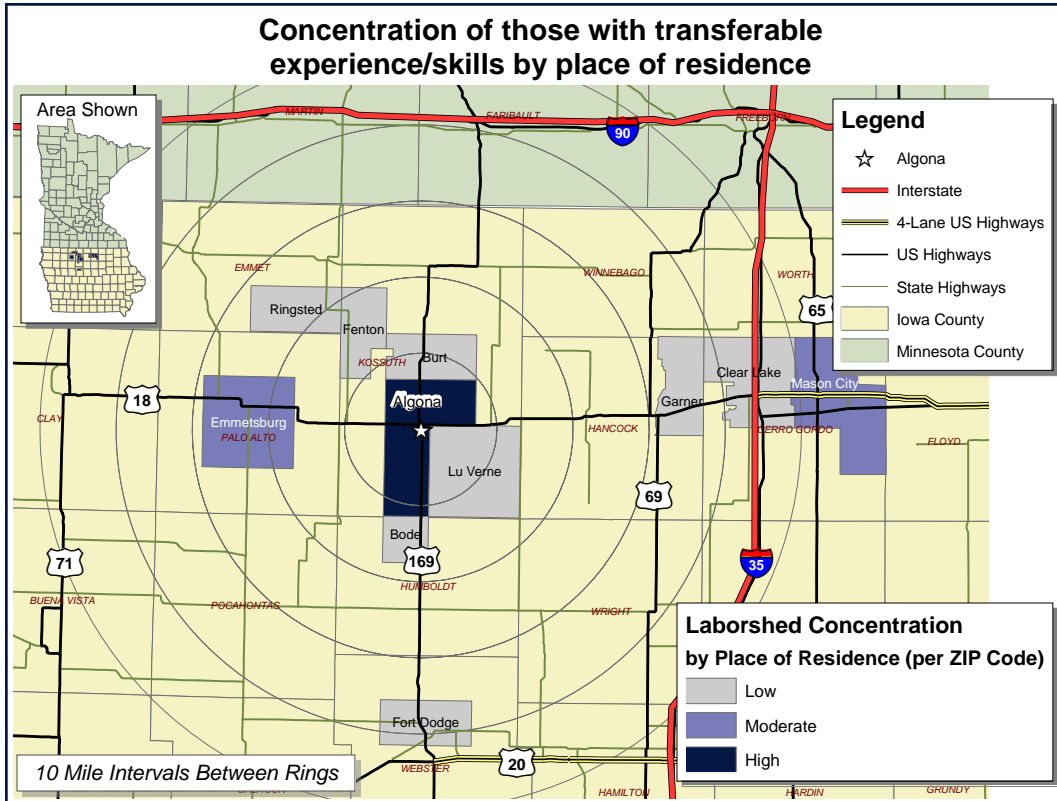 Concentration of those with transferable
experience/skills by place of residence
Area Shown
MARTIN
FARIBAULT
FREEBORN
90
Legend
Algona
Interstate
4-Lane US Highways
US Highways
State Highways
Iowa County
Minnesota County
EMMET
WINNEBAGO
WORTH
65
Ringsted
Fenton
KOSSUTH
Burt
Clear Lake
Mason City
18
Algona
Garner
CLAY
Emmetsburg
PALO ALTO
HANCOCK
CERRO GORDO
FLOYD
Lu Verne
69
Bode
71
169
35
HUMBOLDT
BUENA VISTA
POCAHONTAS
WRIGHT
Laborshed Concentration
by Place of Residence (per ZIP Code)
Low
Moderate
High
Fort Dodge
10 Mile Intervals Between Rings
WEBSTER
20
HAMILTON
HARDIN
GRUNDY